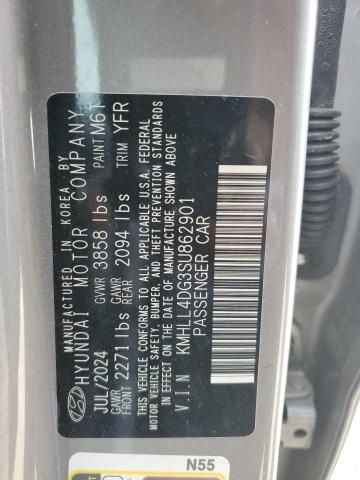 MANUFACTURED IN KOREA BY
HYUNDAI MOTOR COMPANY
JUL/2024 GVWR 3858 lbs PAINT M6T
GAWR FRONT 2271 lbs GAWR REAR 2094 lbs TRIM YFR
THIS VEHICLE CONFORMS TO ALL APPLICABLE U.S.A. FEDERAL
MOTOR VEHICLE SAFETY, BUMPER, AND THEFT PREVENTION STANDARDS
IN EFFECT ON THE DATE OF MANUFACTURE SHOWN ABOVE
V.I.N KMHLL4DG3SU862901
PASSENGER CAR
N55